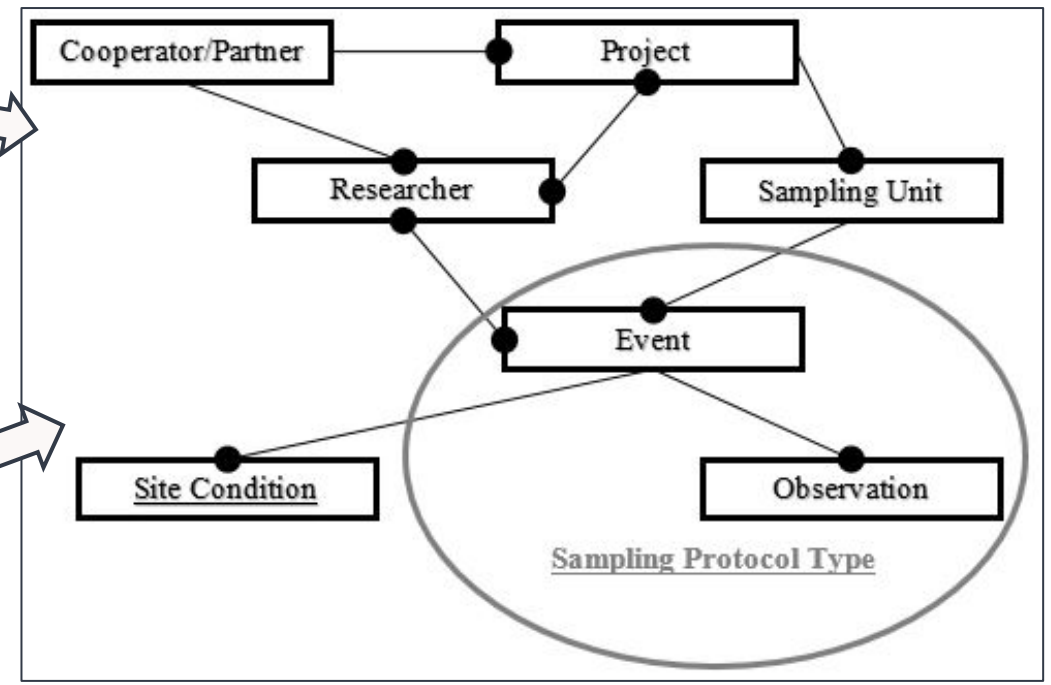 Cooperator/Partner
Project
Researcher
Sampling Unit
Event
Site Condition
Observation
Sampling Protocol Type